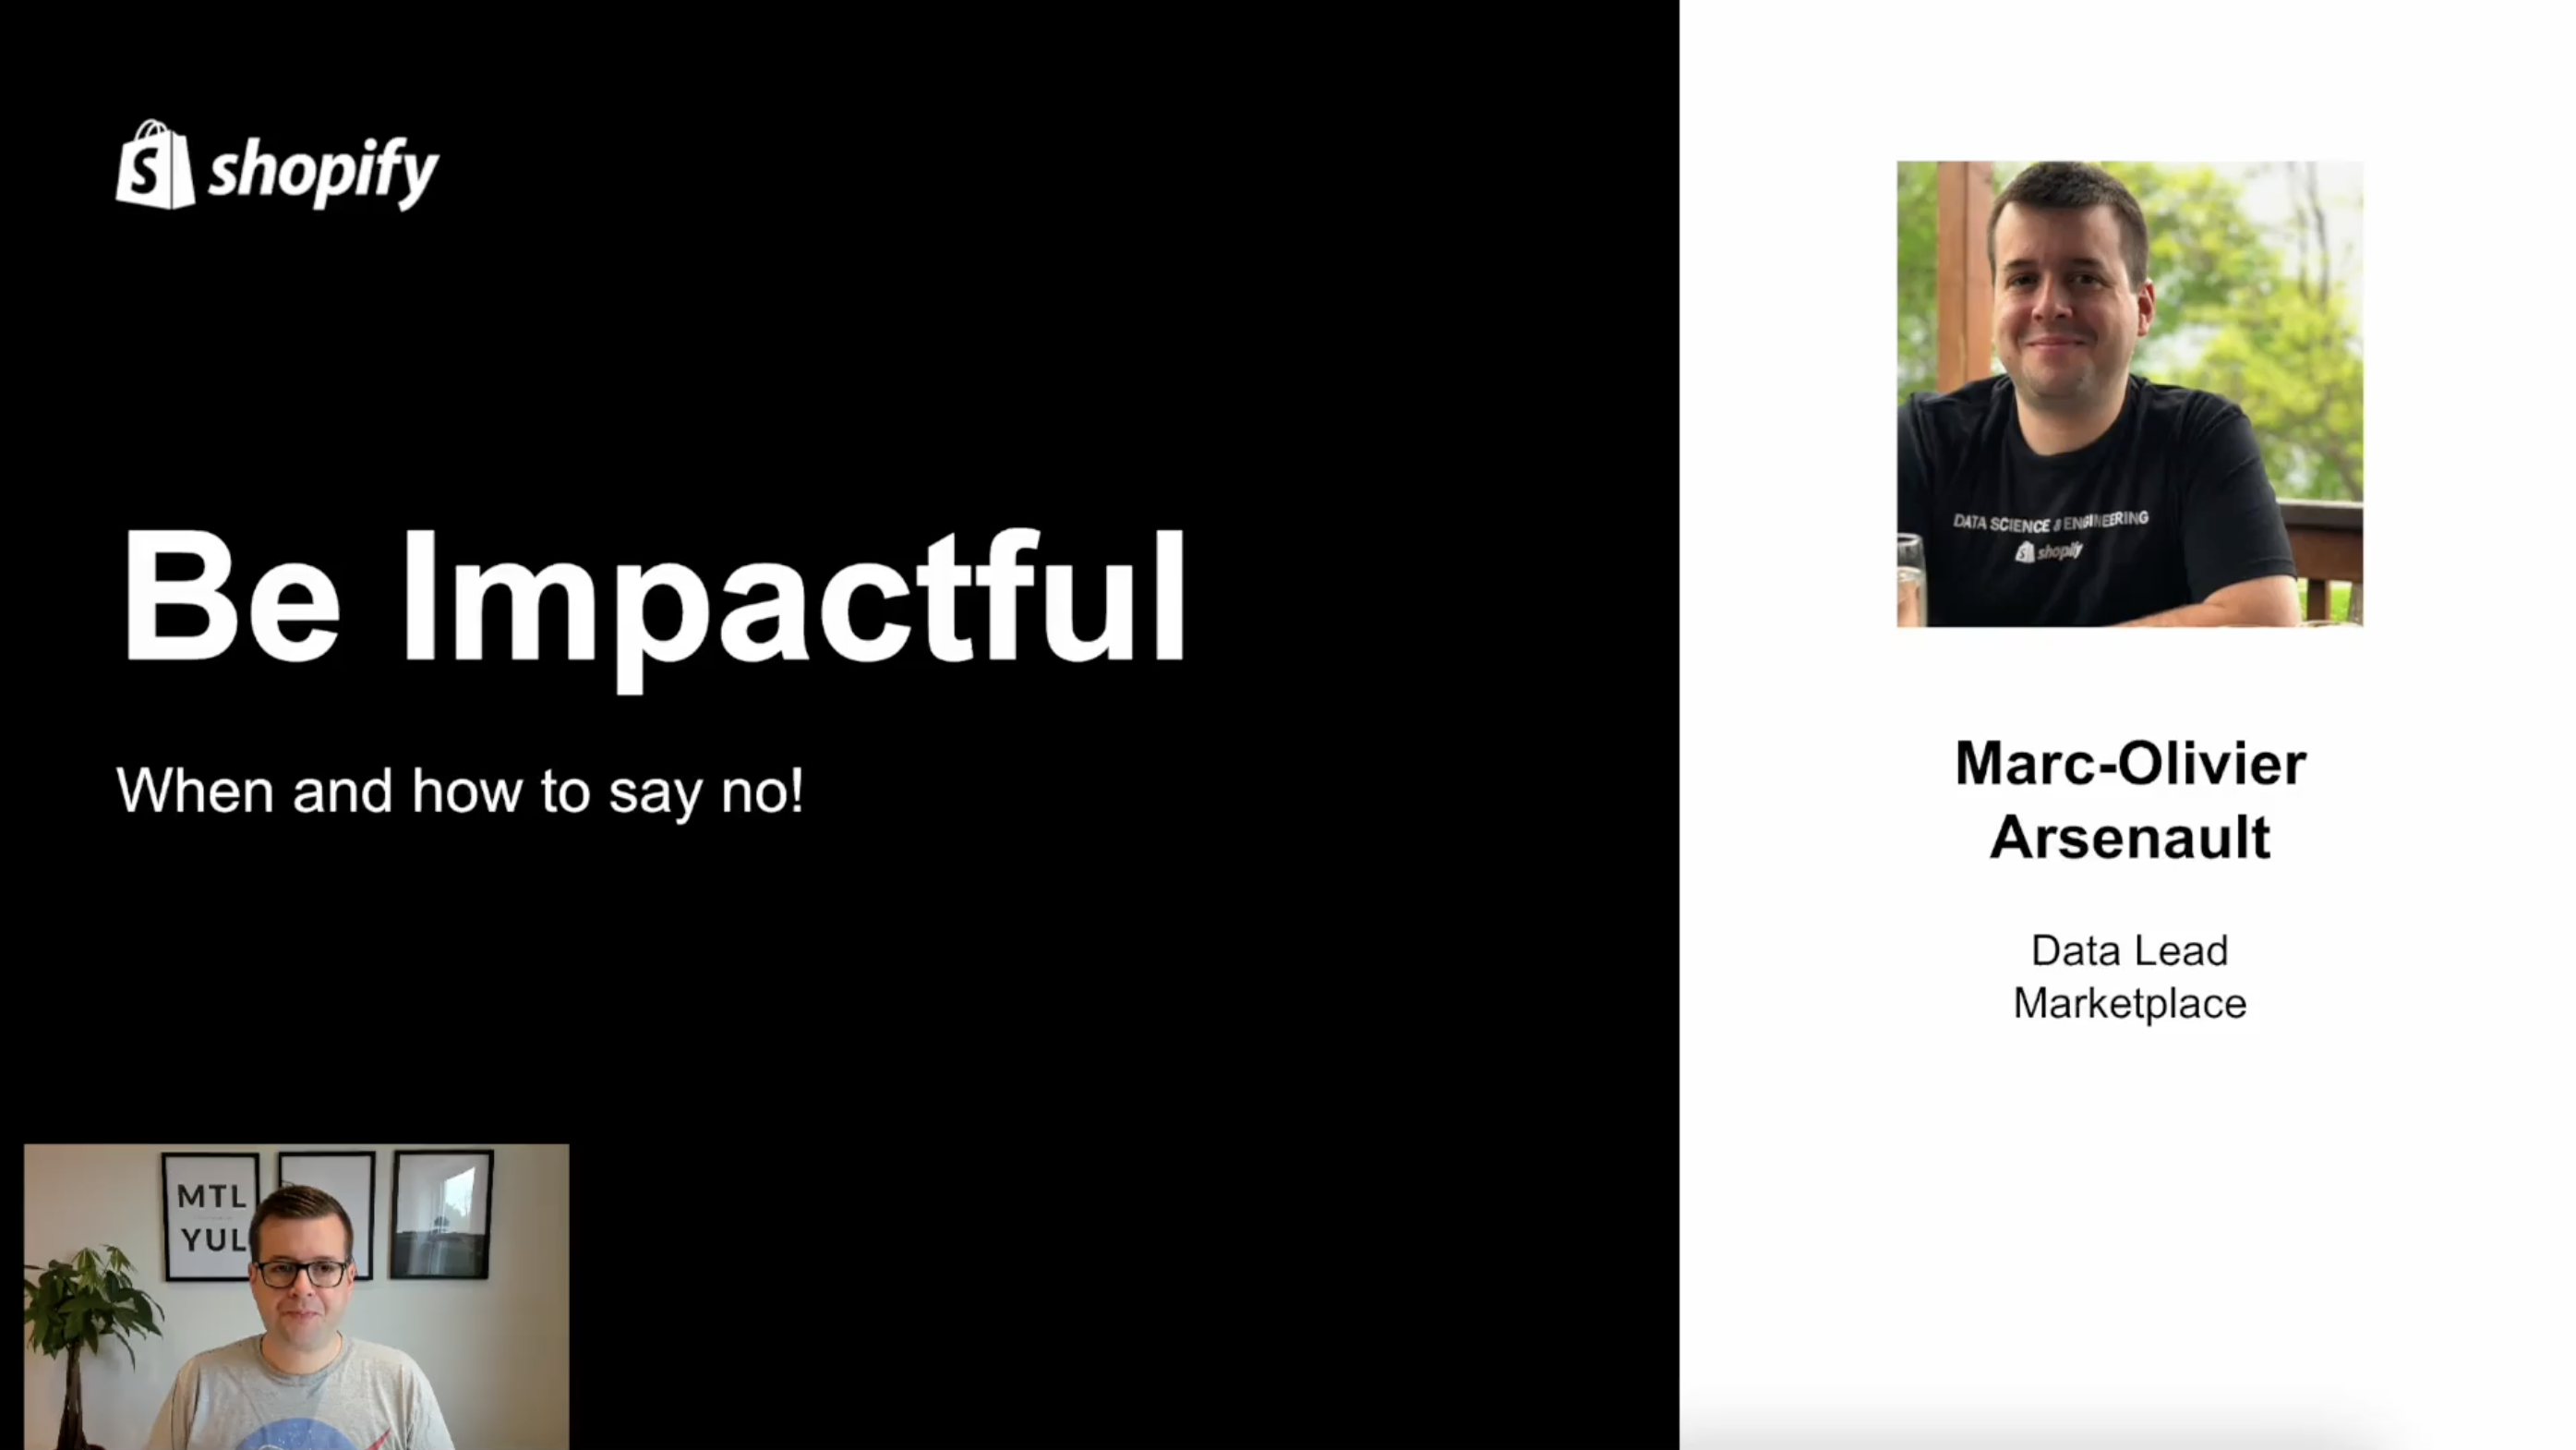 shopify
Be Impactful
When and how to say no!
DATA SCIENCE & ENGINEERING
shopify
Marc-Olivier
Arsenault
Data Lead
Marketplace
MTL
YUL